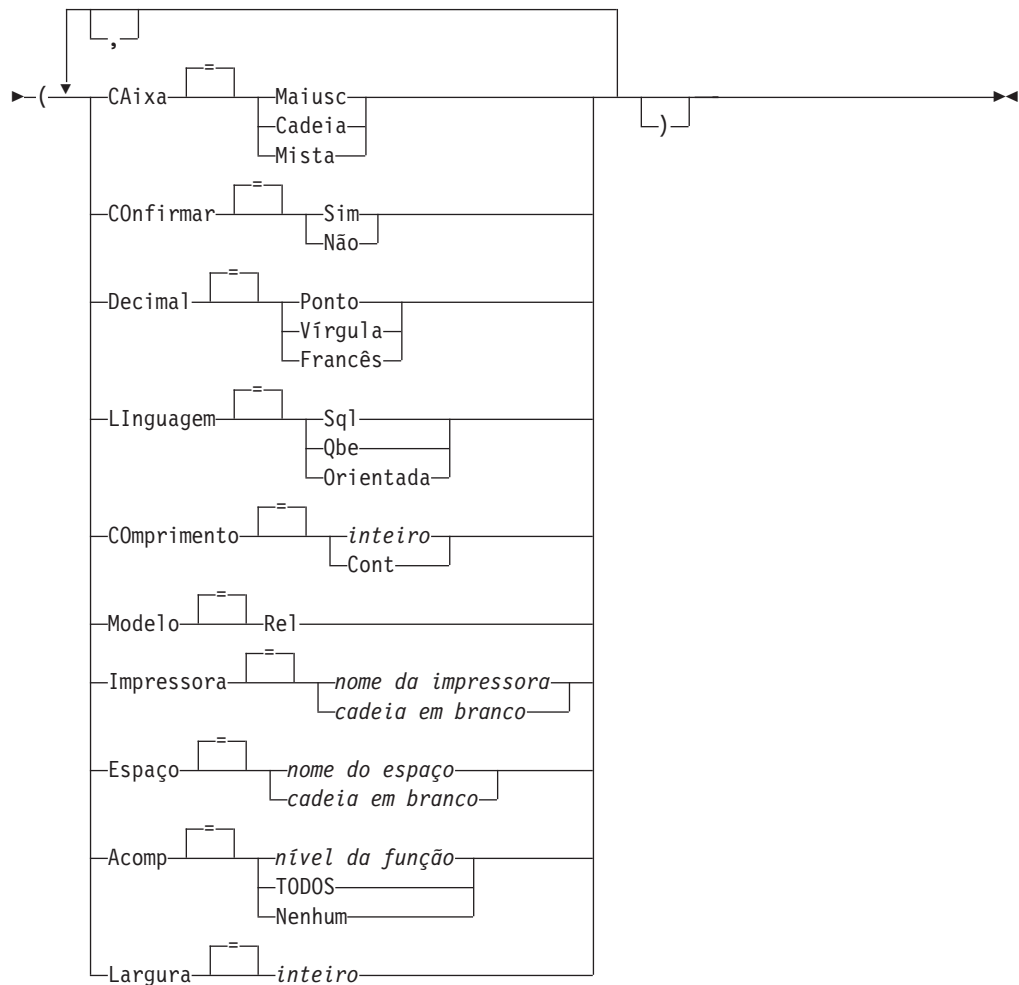 ,
=
( CAixa Maiusc )
Cadeia
Mista
=
COnfirmar Sim
Não
=
Decimal Ponto
Vírgula
Francês
=
LInguagem Sql
Qbe
Orientada
=
COmprimento inteiro
Cont
=
Modelo Rel
=
Impressora nome da impressora
cadeia em branco
=
Espaço nome do espaço
cadeia em branco
=
Acomp nível da função
TODOS
Nenhum
=
Largura inteiro